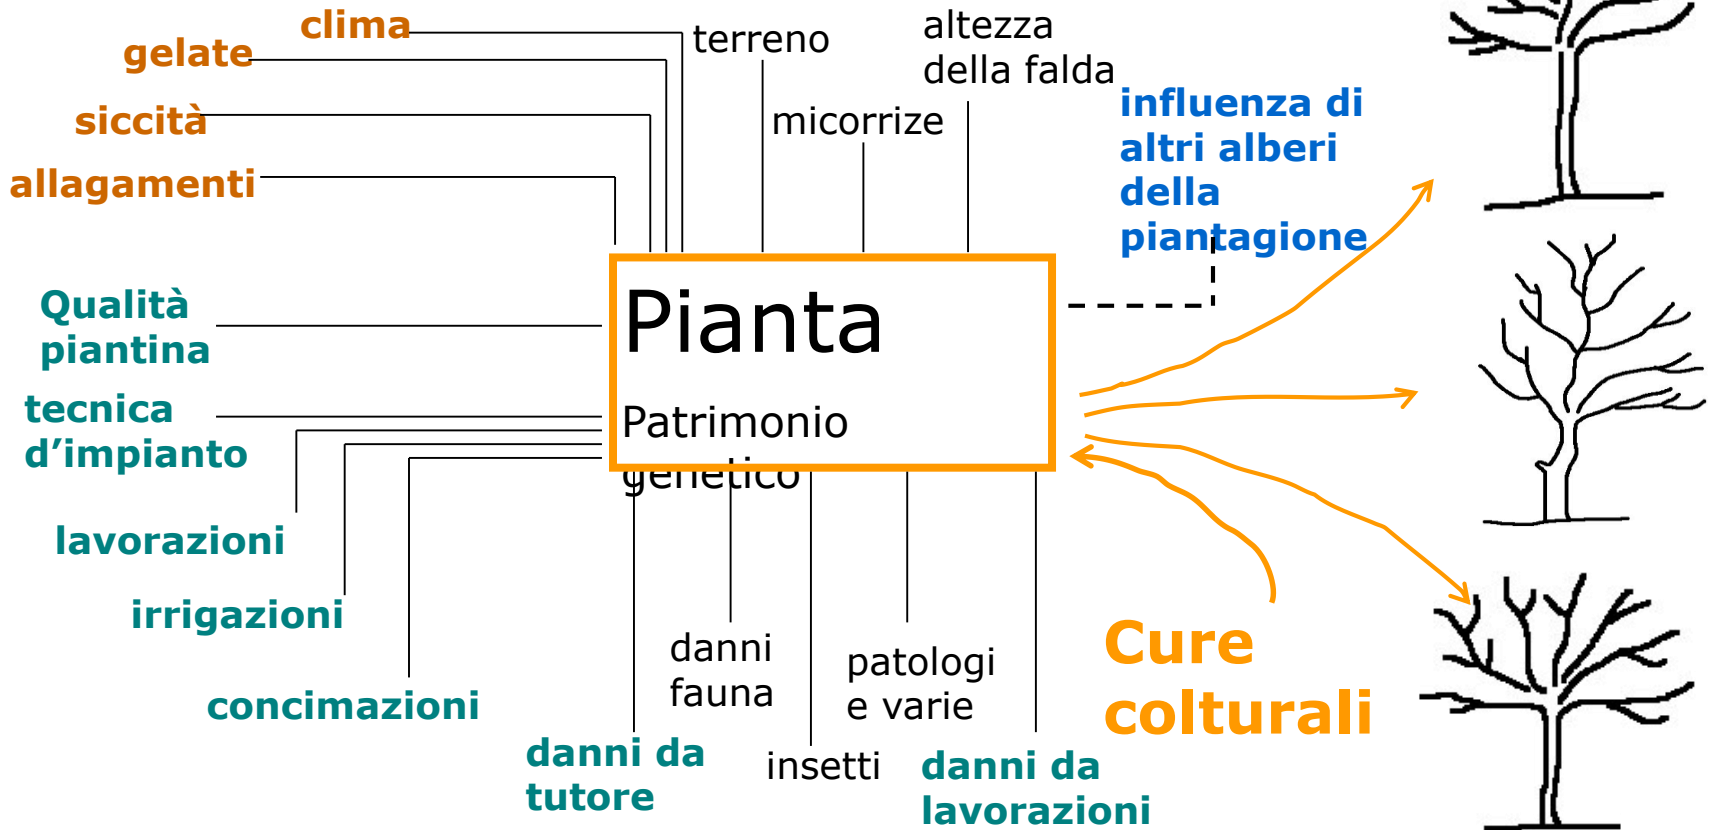 clima
gelate
siccità
allagamenti
terreno
micorrize
altezza
della falda
influenza di
altri alberi
della
piantagione
Qualità
piantina
tecnica
d'impianto
lavorazioni
irrigazioni
concimazioni
Pianta
Patrimonio
genetico
danni da
tutore
danni
fauna
insetti
patologi
e varie
danni da
lavorazioni
Cure
colturali